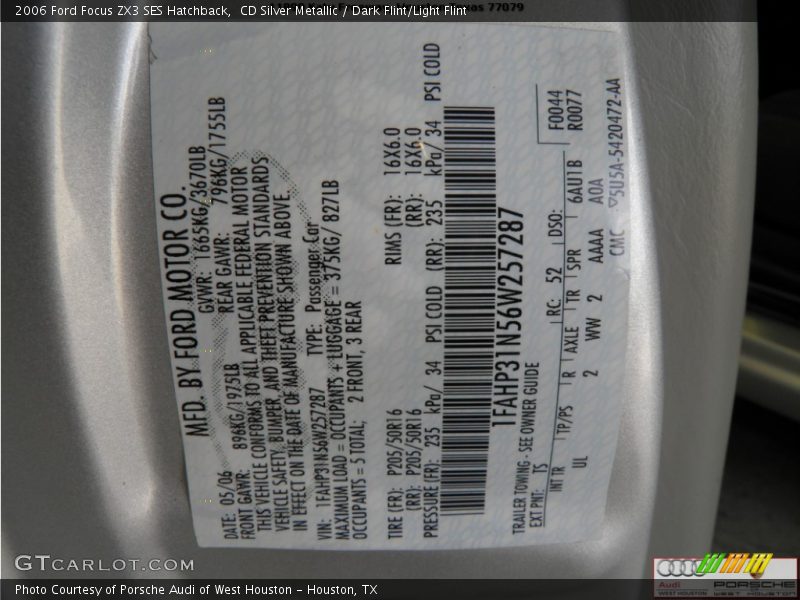 2006 Ford Focus ZX3 SES Hatchback, CD Silver Metallic / Dark Flint/Light Flint
MFD. BY FORD MOTOR CO.
DATE: 05/06 GVWR: 1665KG/3670LB
FRONT GAWR: 896KG/1975LB REAR GAWR: 796KG/1755LB
THIS VEHICLE CONFORMS TO ALL APPLICABLE FEDERAL MOTOR
VEHICLE SAFETY, BUMPER, AND THEFT PREVENTION STANDARDS
IN EFFECT ON THE DATE OF MANUFACTURE SHOWN ABOVE.
VIN: 1FAHP31N56W257287 TYPE: Passenger Car
MAXIMUM LOAD = OCCUPANTS + LUGGAGE = 375KG/ 827LB
OCCUPANTS = 5 TOTAL; 2 FRONT, 3 REAR
TIRE (FR): P205/50R16 RIMS (FR): 16X6.0
(RR): P205/50R16 (RR): 16X6.0
PRESSURE (FR): 235 kPa/ 34 PSI COLD (RR): 235 kPa/ 34 PSI COLD
1FAHP31N56W257287
F0044
R0077
TRAILER TOWING - SEE OWNER GUIDE
EXT PNT: TS RC: 52 DSO:
INT TR TP/PS R AXLE TR SPR 6AU1B
UL 2 WW 2 AAAA A0A
CMC 5U5A-5420472-AA
GTCARLOT.COM
Photo Courtesy of Porsche Audi of West Houston – Houston, TX
Audi
WEST HOUSTON
PORSCHE
WEST HOUSTON